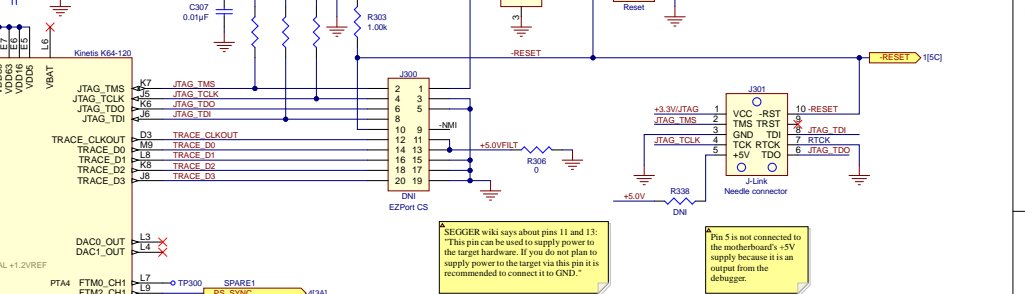 C307
0.01µF
R303
1.00k
3
Reset
E7
E6
E5
L6
VDD63
VDD16
VDD5
VBAT
Kinetis K64-120
-RESET
-RESET 1[5C]
J300
JTAG_TMS K7 JTAG_TMS 2 1
JTAG_TCLK J5 JTAG_TCLK 4 3
JTAG_TDO K6 JTAG_TDO 6 5
JTAG_TDI J6 JTAG_TDI 8
10 9 -NMI
TRACE_CLKOUT D3 TRACE_CLKOUT 12 11
TRACE_D0 M9 TRACE_D0 14 13 +5.0VFILT
TRACE_D1 L8 TRACE_D1 16 15
TRACE_D2 K8 TRACE_D2 18 17
TRACE_D3 J8 TRACE_D3 20 19
DNI
EZPort CS
R306
0
J301
+3.3V/JTAG 1 VCC -RST 10 -RESET
JTAG_TMS 2 TMS TRST 9
3 GND TDI 8 JTAG_TDI
JTAG_TCLK 4 TCK RTCK 7 RTCK
5 +5V TDO 6 JTAG_TDO
J-Link
Needle connector
+5.0V
R338
DNI
SEGGER wiki says about pins 11 and 13:
"This pin can be used to supply power to
the target hardware. If you do not plan to
supply power to the target via this pin it is
recommended to connect it to GND."
Pin 5 is not connected to
the motherboard's +5V
supply because it is an
output from the
debugger.
DAC0_OUT L3
DAC1_OUT L4
AL +1.2VREF
PTA4 FTM0_CH1 L7 TP300 SPARE1
FTM2_CH1 L9 PS_SYNC 4[3A]